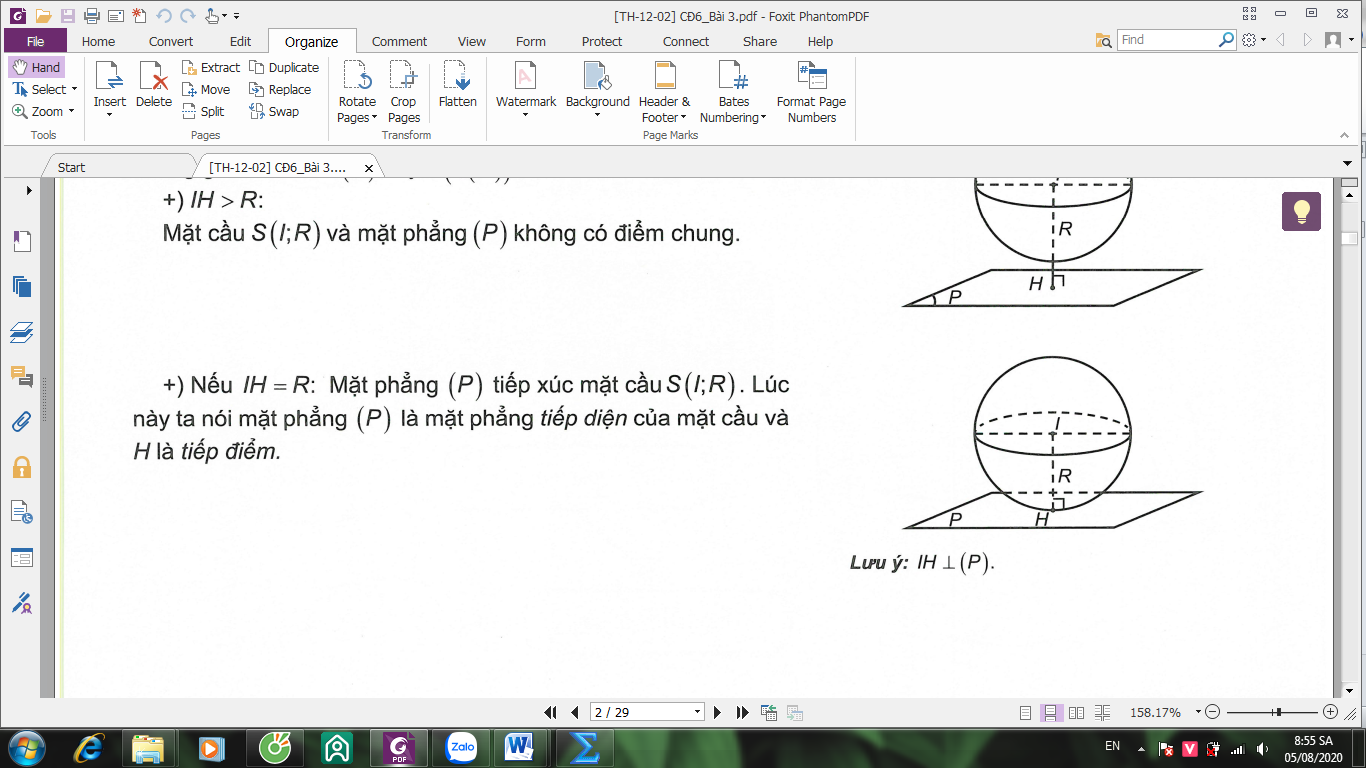 [TH-12-02] CĐ6_Bài 3.pdf - Foxit PhantomPDF
File Home Convert Edit Organize Comment View Form Protect Connect Share Help Find
Hand Select Zoom Tools
Insert Delete Extract Move Split Duplicate Replace Swap Pages
Rotate Pages Crop Pages Flatten Transform
Watermark Background Header & Footer Bates Numbering Format Page Numbers Page Marks
Start [TH-12-02] CĐ6_Bài 3....
+) IH > R:
Mặt cầu S(I;R) và mặt phẳng (P) không có điểm chung.
R
H
P
+) Nếu IH = R: Mặt phẳng (P) tiếp xúc mặt cầu S(I;R). Lúc
này ta nói mặt phẳng (P) là mặt phẳng tiếp diện của mặt cầu và
H là tiếp điểm.
I
R
P H
Lưu ý: IH ⊥ (P).
2 / 29 158.17%
Zalo PDF W Σ EN V 8:55 SA
05/08/2020